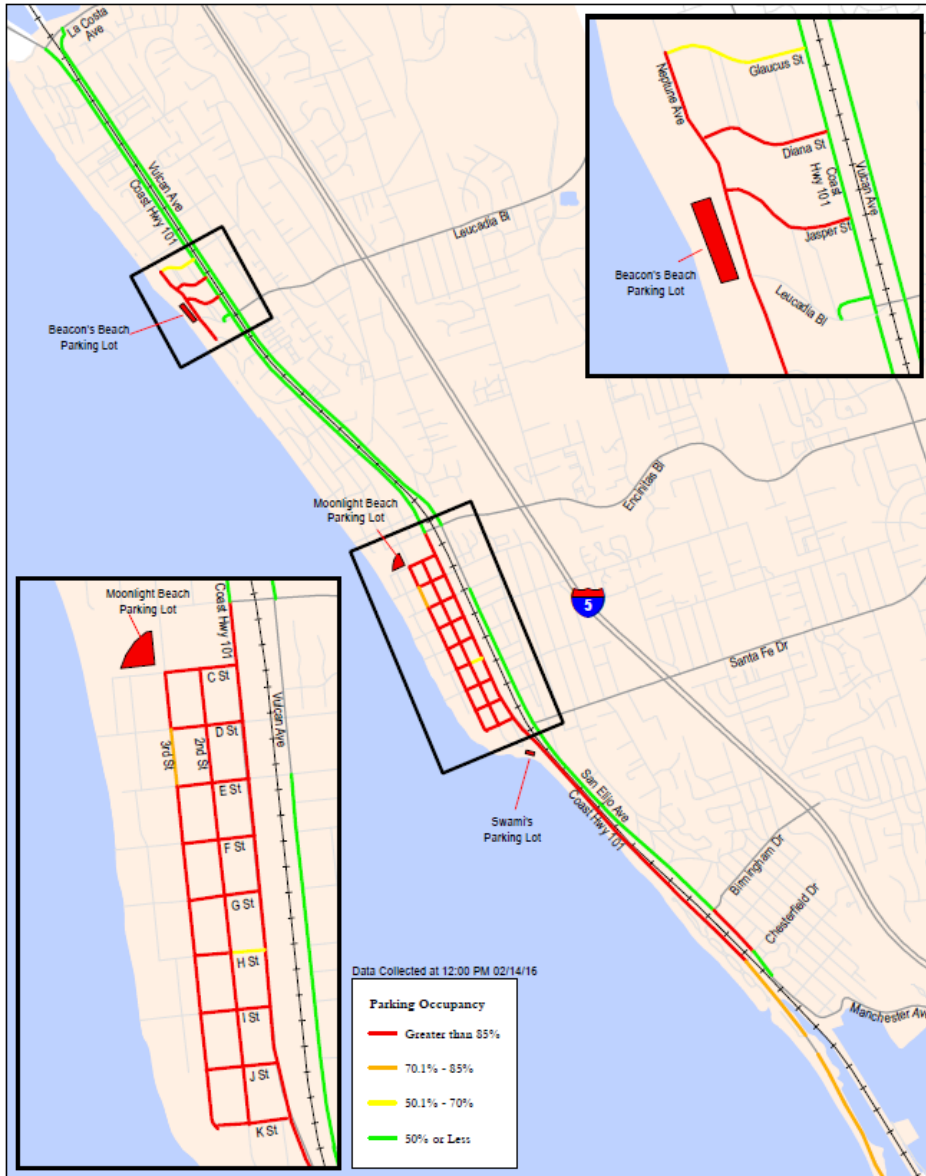 La Costa
Ave
Vulcan Ave
Coast Hwy 101
Leucadia Bl
Beacon's Beach
Parking Lot
Glaucus St
Neptune Ave
Diana St
Coast
Hwy 101
Vulcan Ave
Jasper St
Beacon's Beach
Parking Lot
Leucadia Bl
Moonlight Beach
Parking Lot
Encinitas Bl
5
Santa Fe Dr
Swami's
Parking Lot
San Elijo Ave
Coast Hwy 101
Birmingham Dr
Chesterfield Dr
Manchester Av
Moonlight Beach
Parking Lot
Coast Hwy 101
C St
Vulcan Ave
D St
3rd St
2nd St
E St
F St
G St
H St
I St
J St
K St
Data Collected at 12:00 PM 02/14/16
Parking Occupancy
Greater than 85%
70.1% - 85%
50.1% - 70%
50% or Less